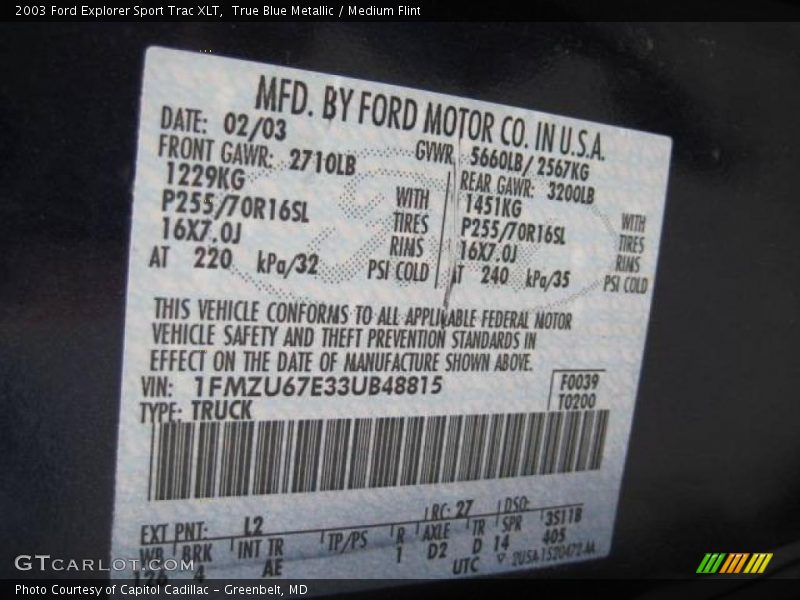 2003 Ford Explorer Sport Trac XLT, True Blue Metallic / Medium Flint
MFD. BY FORD MOTOR CO. IN U.S.A.
DATE: 02/03
GVWR 5660LB/2567KG
FRONT GAWR: 2710LB
REAR GAWR: 3200LB
1229KG WITH
1451KG WITH
P255/70R16SL TIRES
P255/70R16SL TIRES
16X7.0J RIMS
16X7.0J RIMS
AT 220 kPa/32 PSI COLD
AT 240 kPa/35 PSI COLD
THIS VEHICLE CONFORMS TO ALL APPLICABLE FEDERAL MOTOR
VEHICLE SAFETY AND THEFT PREVENTION STANDARDS IN
EFFECT ON THE DATE OF MANUFACTURE SHOWN ABOVE.
VIN: 1FMZU67E33UB48815
F0039
TYPE: TRUCK
T0200
EXT PNT: L2 RC: 27 DSO:
WB BRK INT TR TP/PS R AXLE TR SPR 3S11B
126 4 AE 1 D2 D 14 405
UTC
GTCARLOT.COM
Photo Courtesy of Capitol Cadillac - Greenbelt, MD